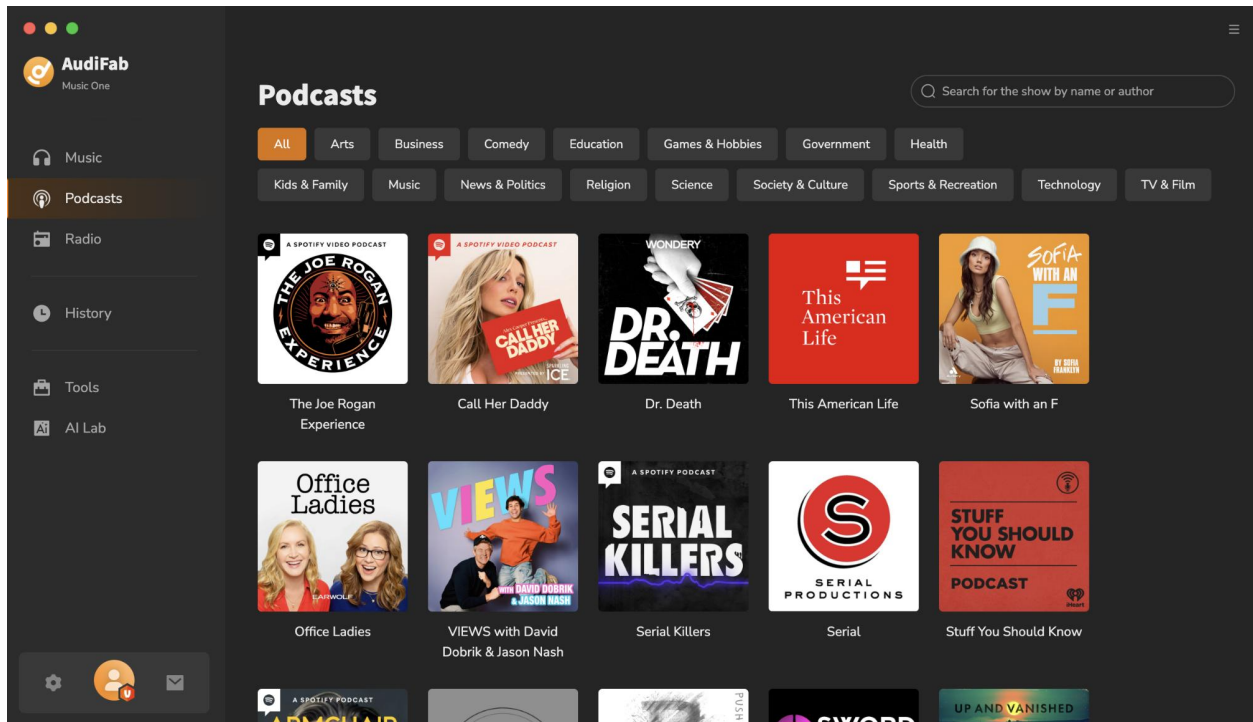 AudiFab
Music One
Music
Podcasts
Radio
History
Tools
Ai AI Lab
Podcasts
Search for the show by name or author
All Arts Business Comedy Education Games & Hobbies Government Health
Kids & Family Music News & Politics Religion Science Society & Culture Sports & Recreation Technology TV & Film
A SPOTIFY VIDEO PODCAST
THE JOE ROGAN
EXPERIENCE
The Joe Rogan
Experience
A SPOTIFY VIDEO PODCAST
CALL HER
DADDY
ICE
Call Her Daddy
WONDERY
DR.
DEATH
Dr. Death
This
American
Life
This American Life
SOFIA
WITH AN
F
BY SOFIA
FRANKLYN
Sofia with an F
Office
Ladies
EARWOLF
Office Ladies
VIEWS
WITH DAVID DOBRIK
& JASON NASH
VIEWS with David
Dobrik & Jason Nash
A SPOTIFY PODCAST
SERIAL
KILLERS
Serial Killers
S
SERIAL
PRODUCTIONS
Serial
STUFF
YOU SHOULD
KNOW
PODCAST
iHeart
Stuff You Should Know
A SPOTIFY PODCAST
ARMCHAIR
PUSH
SWORD
UP AND VANISHED